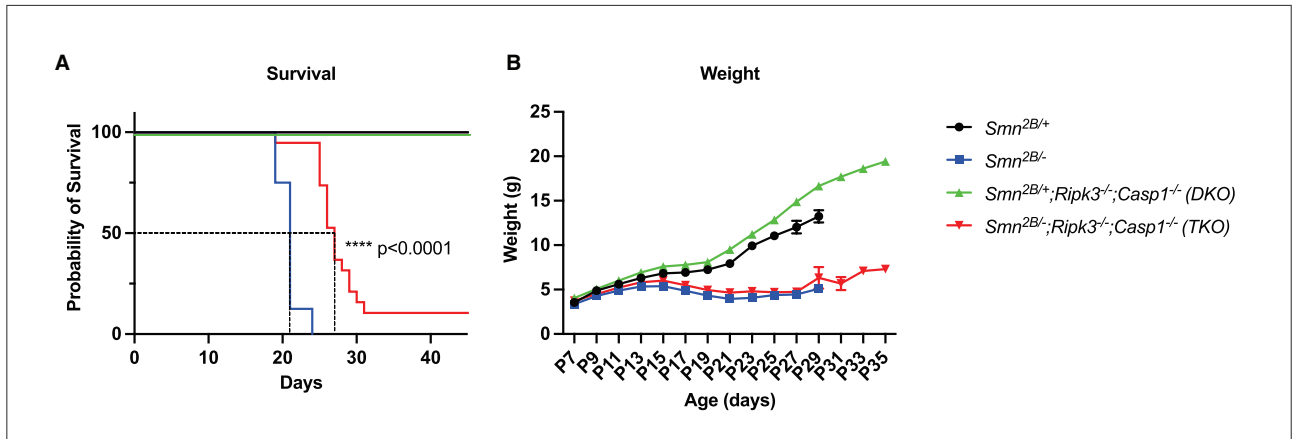 A
Survival
Probability of Survival
100
50
0
**** p<0.0001
0 10 20 30 40
Days
B
Weight
Weight (g)
25
20
15
10
5
0
P7 P9 P11 P13 P15 P17 P19 P21 P23 P25 P27 P29 P31 P33 P35
Age (days)
Smn2B/+
Smn2B/-
Smn2B/+;Ripk3-/-;Casp1-/- (DKO)
Smn2B/-;Ripk3-/-;Casp1-/- (TKO)